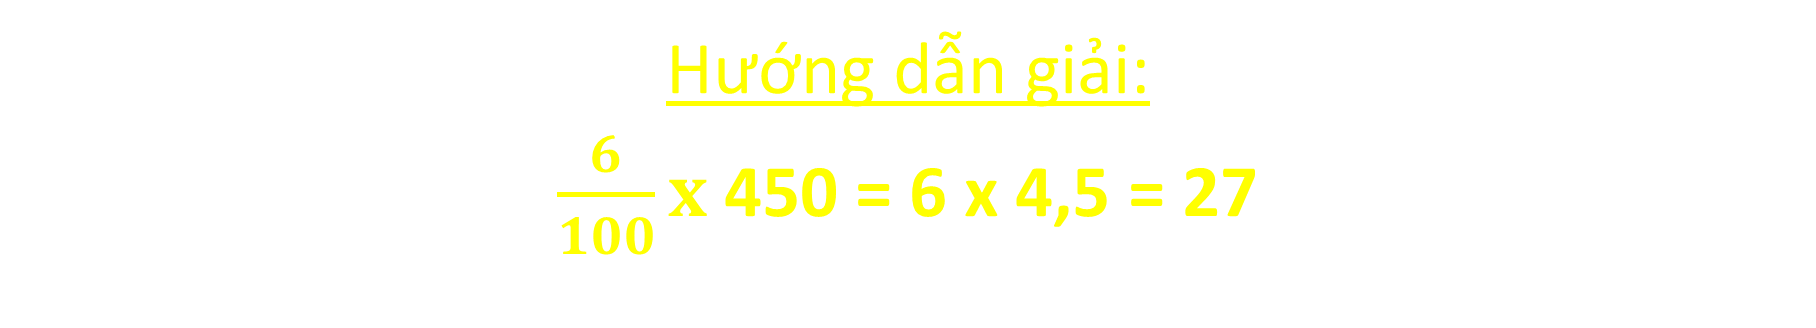 Hướng dẫn giải:
6/100 x 450 = 6 x 4,5 = 27